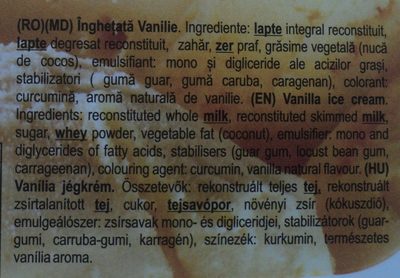 (RO)(MD) Înghețată Vanilie. Ingrediente: lapte integral reconstituit,
lapte degresat reconstituit, zahăr, zer praf, grăsime vegetală (nucă
de cocos), emulsifiant: mono și digliceride ale acizilor grași,
stabilizatori ( gumă guar, gumă caruba, caragenan), colorant:
curcumină, aromă naturală de vanilie. (EN) Vanilla ice cream.
Ingredients: reconstituted whole milk, reconstituted skimmed milk,
sugar, whey powder, vegetable fat (coconut), emulsifier: mono and
diglycerides of fatty acids, stabilisers (guar gum, locust bean gum,
carrageenan), colouring agent: curcumin, vanilla natural flavour. (HU)
Vanília jégkrém. Összetevők: rekonstruált teljes tej, rekonstruált
zsírtalanított tej, cukor, tejsavópor, növényi zsír (kókuszdió),
emulgeálószer: zsírsavak mono- és digliceridjei, stabilizátorok (guar-
gumi, carruba-gumi, karragén), színezék: kurkumin, természetes
vanília aroma.